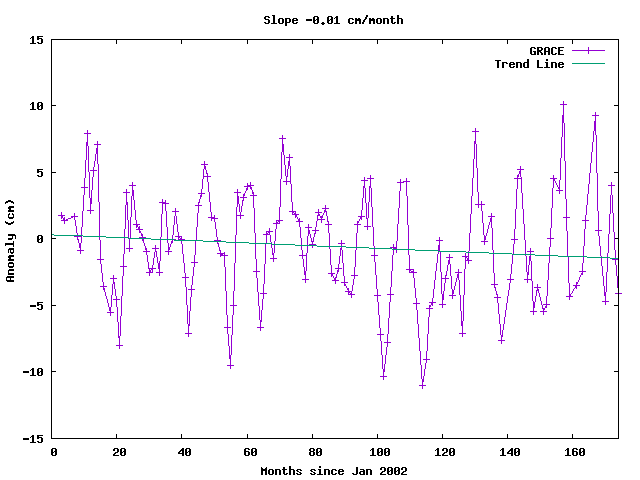 Slope -0.01 cm/month
GRACE
Trend Line
15
10
5
0
-5
-10
-15
Anomaly (cm)
0 20 40 60 80 100 120 140 160
Months since Jan 2002